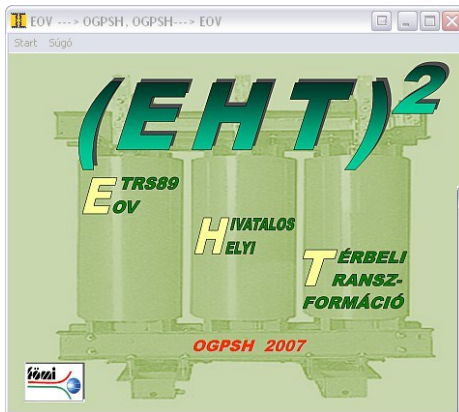 EOV ---> OGPSH, OGPSH---> EOV
Start Súgó
(EHT)²
ETRS89
EOV
HIVATALOS
HELYI
TÉRBELI
TRANSZ-
FORMÁCIÓ
OGPSH 2007
fömi